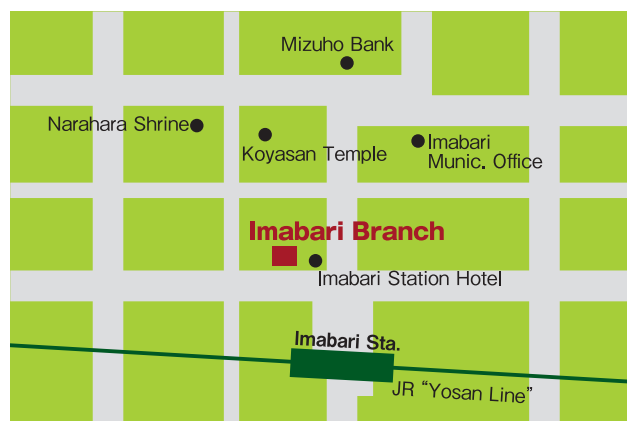 Mizuho Bank
Narahara Shrine
Koyasan Temple
Imabari
Munic. Office
Imabari Branch
Imabari Station Hotel
Imabari Sta.
JR “Yosan Line”